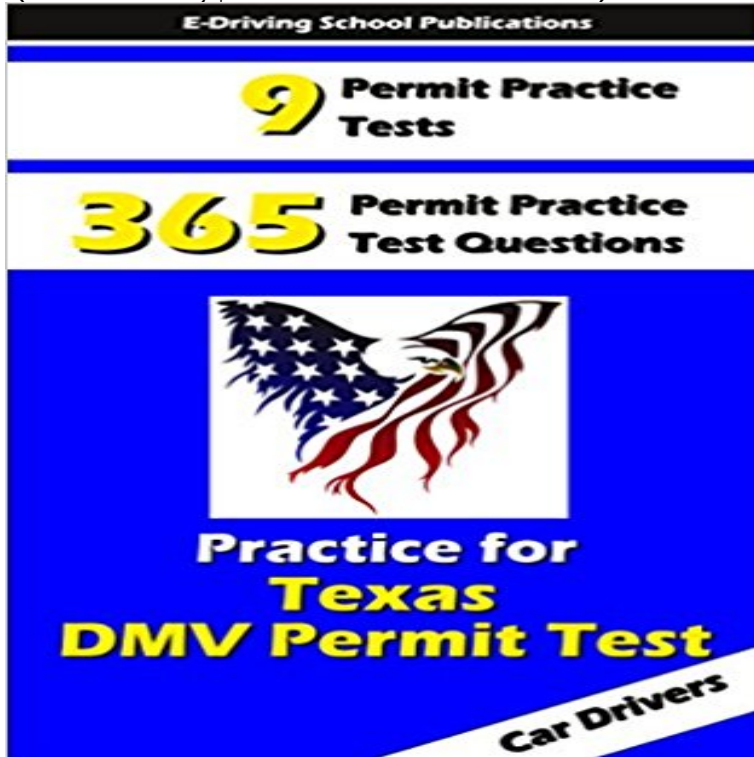 E-Driving School Publications
9 Permit Practice
Tests
365 Permit Practice
Test Questions
Practice for
Texas
DMV Permit Test
Car Drivers